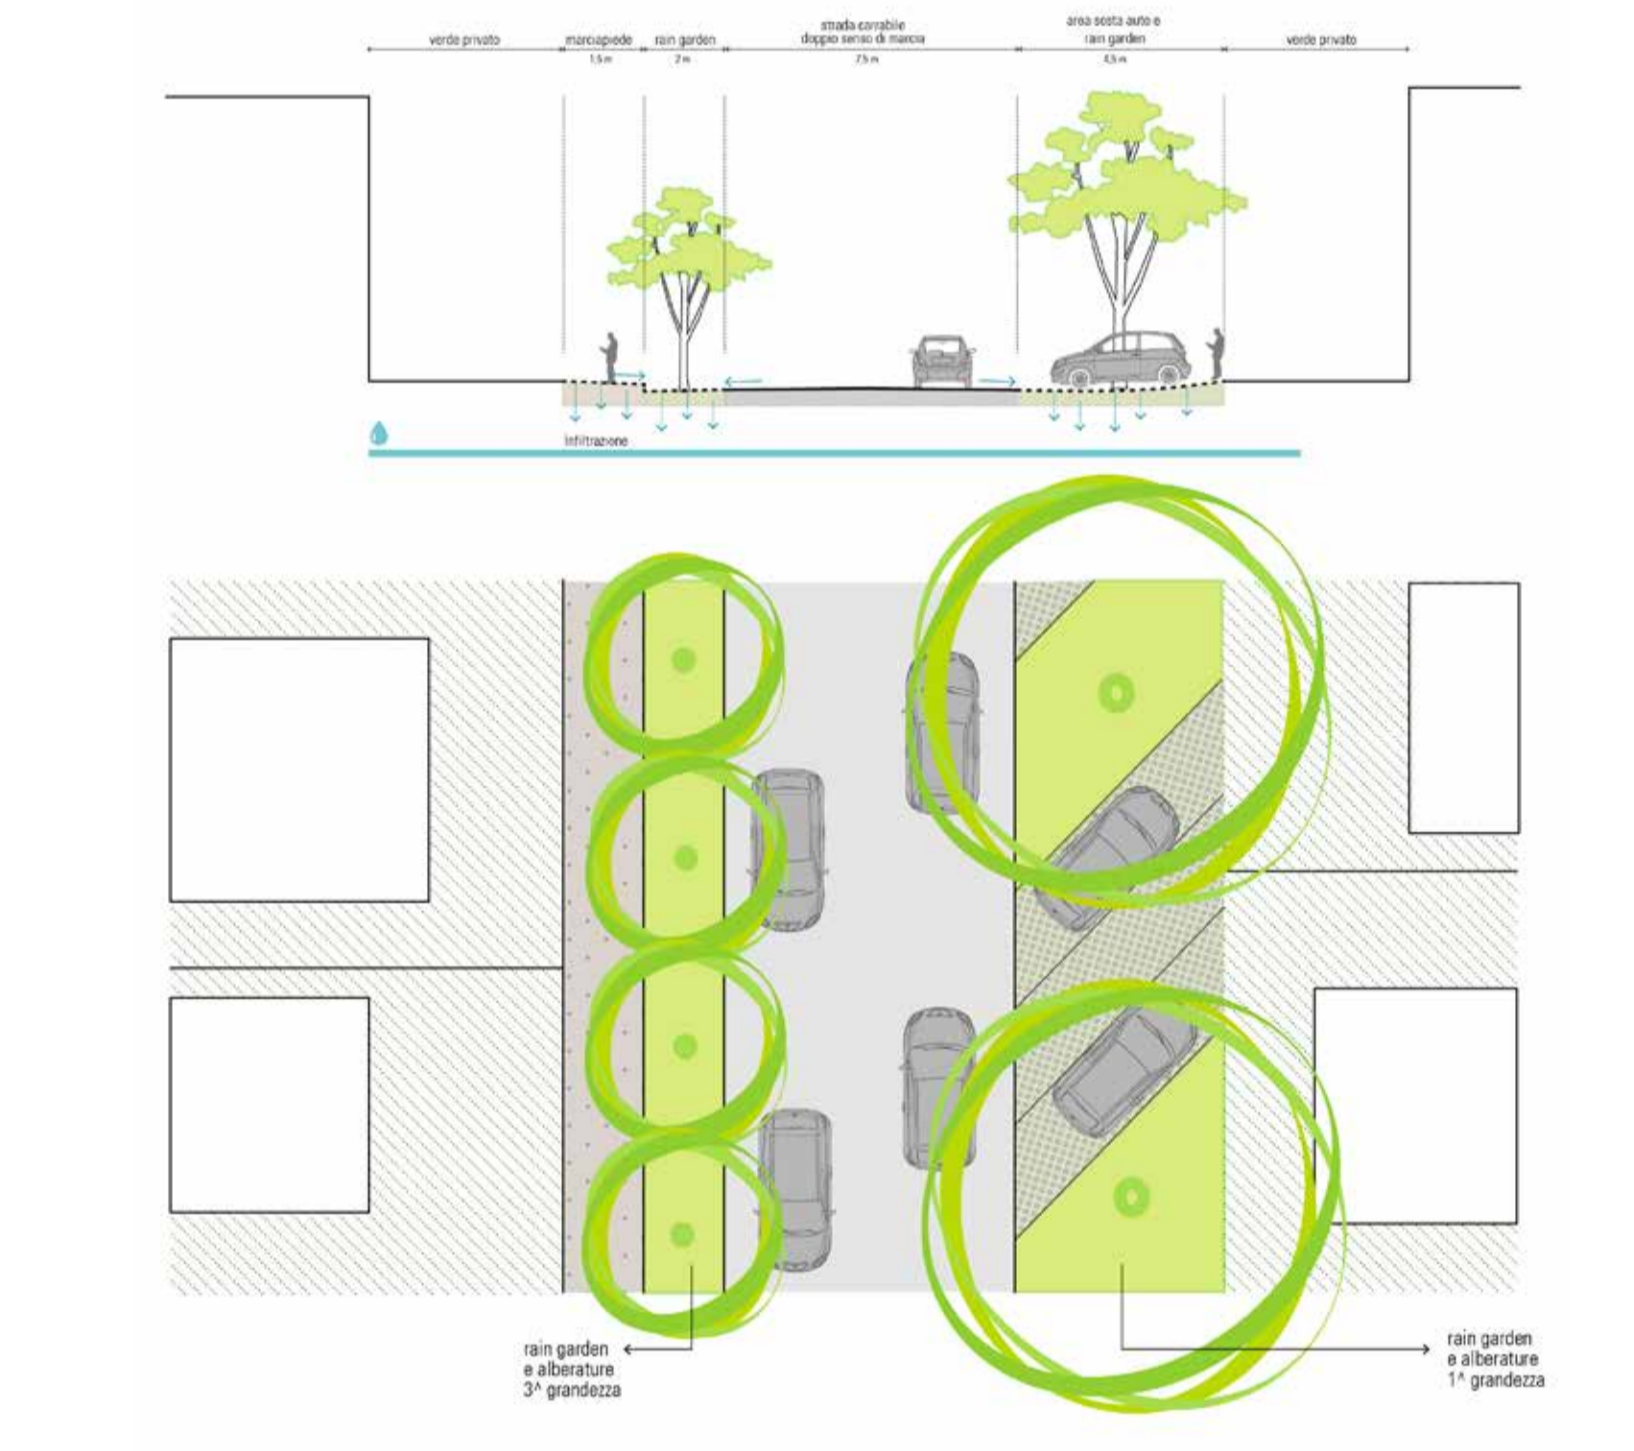 verde privato
marciapiede
1,5 m
rain garden
2 m
strada carrabile
doppio senso di marcia
7,5 m
area sosta auto e
rain garden
4,5 m
verde privato
infiltrazione
rain garden
e alberature
3^ grandezza
rain garden
e alberature
1^ grandezza